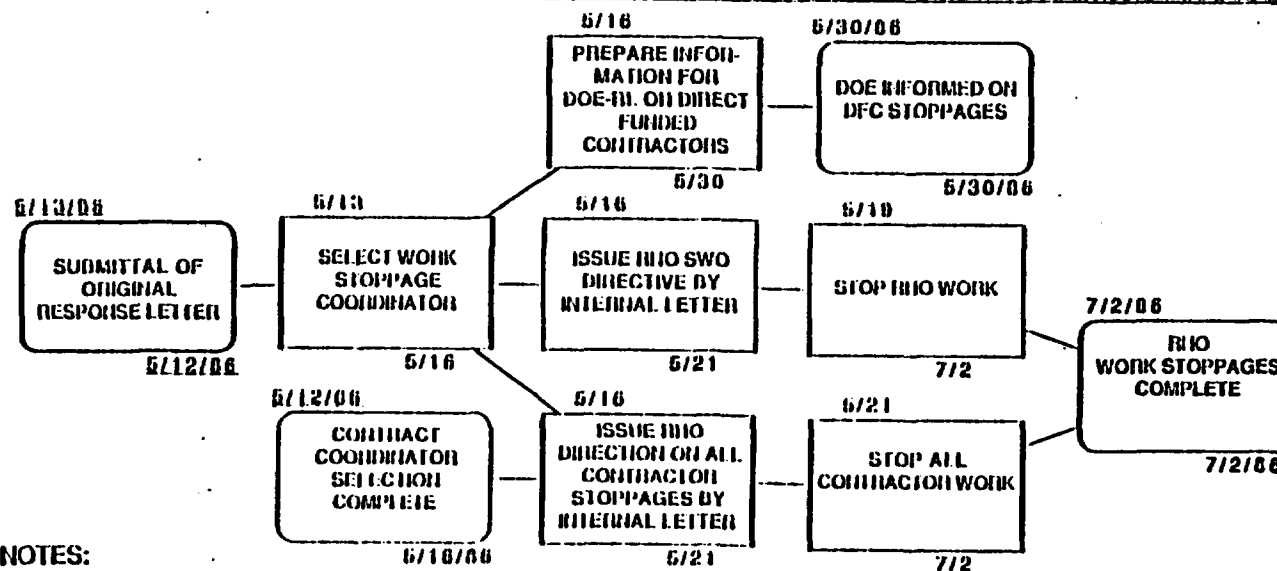 5/16
PREPARE INFOR-
MATION FOR
DOE-RL ON DIRECT
FUNDED
CONTRACTORS
5/30
5/30/86
DOE INFORMED ON
DFC STOPPAGES
5/30/86
5/13/86
SUBMITTAL OF
ORIGINAL
RESPONSE LETTER
5/12/86
5/13
SELECT WORK
STOPPAGE
COORDINATOR
5/16
5/16
ISSUE RHO SWO
DIRECTIVE BY
INTERNAL LETTER
5/21
5/19
STOP RHO WORK
7/2
7/2/86
RHO
WORK STOPPAGES
COMPLETE
7/2/86
5/12/86
CONTRACT
COORDINATOR
SELECTION
COMPLETE
5/16/86
5/16
ISSUE RHO
DIRECTION ON ALL
CONTRACTOR
STOPPAGES BY
INTERNAL LETTER
5/21
5/21
STOP ALL
CONTRACTOR WORK
7/2
NOTES: